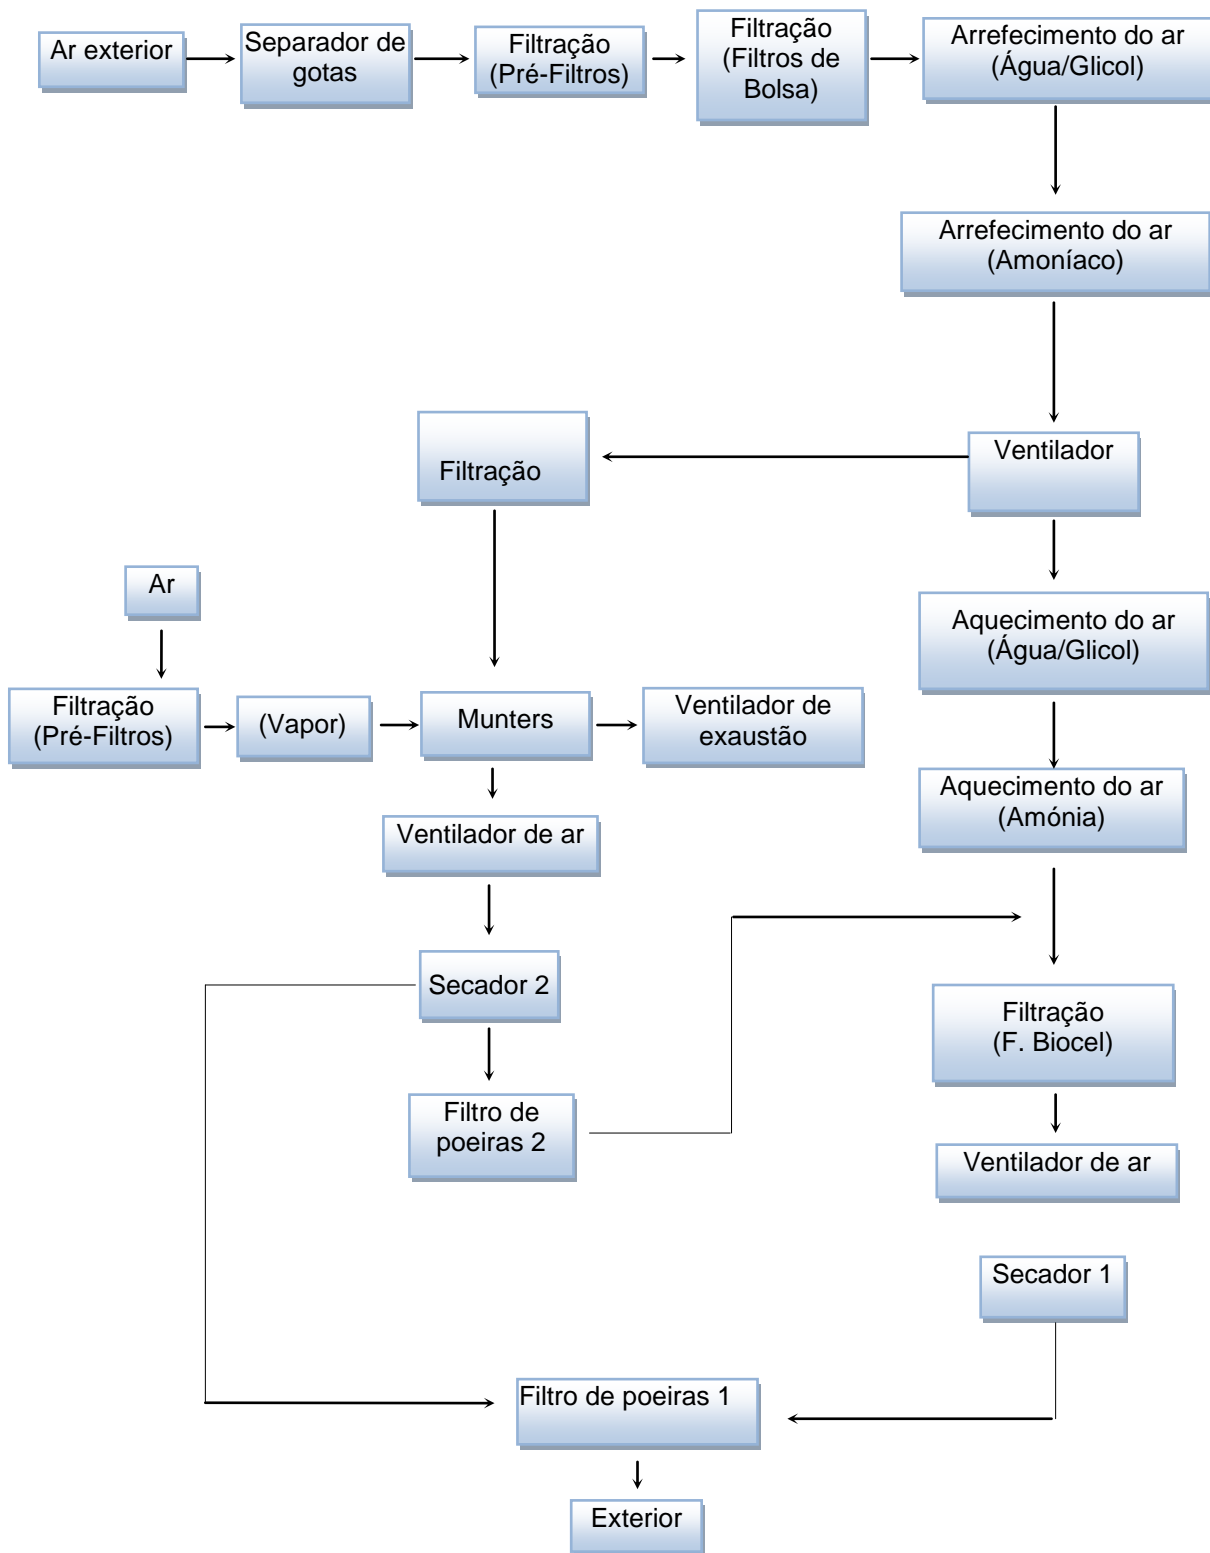 Ar exterior
Separador de
gotas
Filtração
(Pré-Filtros)
Filtração
(Filtros de
Bolsa)
Arrefecimento do ar
(Água/Glicol)
Arrefecimento do ar
(Amoníaco)
Ventilador
Filtração
Ar
Aquecimento do ar
(Água/Glicol)
Filtração
(Pré-Filtros)
(Vapor)
Munters
Ventilador de
exaustão
Aquecimento do ar
(Amónia)
Ventilador de ar
Secador 2
Filtração
(F. Biocel)
Filtro de
poeiras 2
Ventilador de ar
Secador 1
Filtro de poeiras 1
Exterior